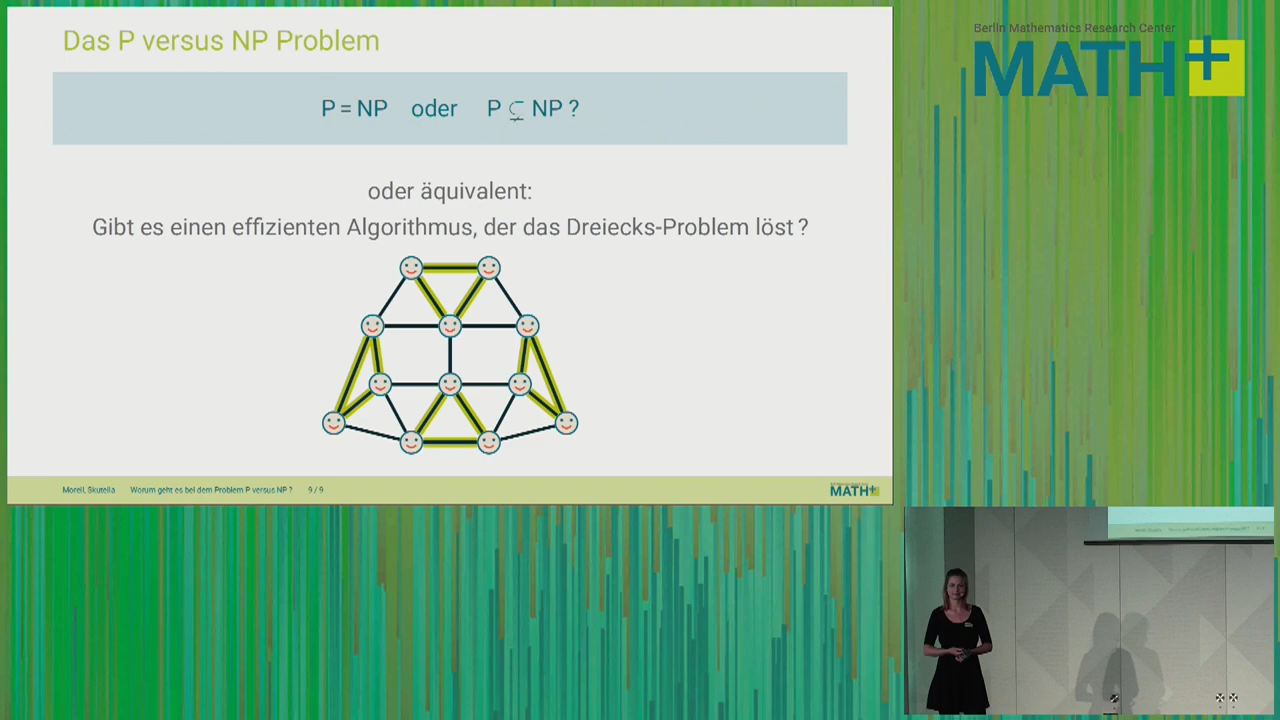 Das P versus NP Problem
P = NP oder P ⊊ NP ?
oder äquivalent:
Gibt es einen effizienten Algorithmus, der das Dreiecks-Problem löst ?
Morell, Skutella Worum geht es bei dem Problem P versus NP ? 9 / 9
MATH+
Berlin Mathematics Research Center
MATH+